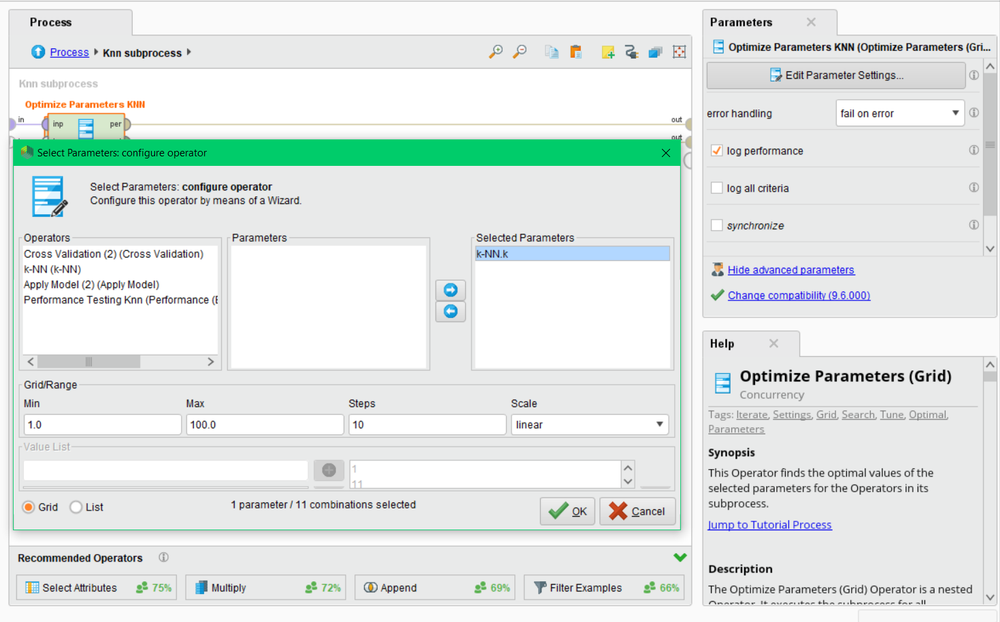 Process
Process Knn subprocess
Knn subprocess
Optimize Parameters KNN
in
inp
per
out
out
Select Parameters: configure operator
Select Parameters: configure operator
Configure this operator by means of a Wizard.
Operators
Cross Validation (2) (Cross Validation)
k-NN (k-NN)
Apply Model (2) (Apply Model)
Performance Testing Knn (Performance (
Parameters
Selected Parameters
k-NN.k
Grid/Range
Min
Max
Steps
Scale
1.0
100.0
10
linear
Value List
1
11
Grid
List
1 parameter / 11 combinations selected
OK
Cancel
Recommended Operators
Select Attributes 75%
Multiply 72%
Append 69%
Filter Examples 66%
Parameters
Optimize Parameters KNN (Optimize Parameters (Gri...
Edit Parameter Settings...
error handling
fail on error
log performance
log all criteria
synchronize
Hide advanced parameters
Change compatibility (9.6.000)
Help
Optimize Parameters (Grid)
Concurrency
Tags: Iterate, Settings, Grid, Search, Tune, Optimal,
Parameters
Synopsis
This Operator finds the optimal values of the
selected parameters for the Operators in its
subprocess.
Jump to Tutorial Process
Description
The Optimize Parameters (Grid) Operator is a nested
Operator. It executes the subprocess for all